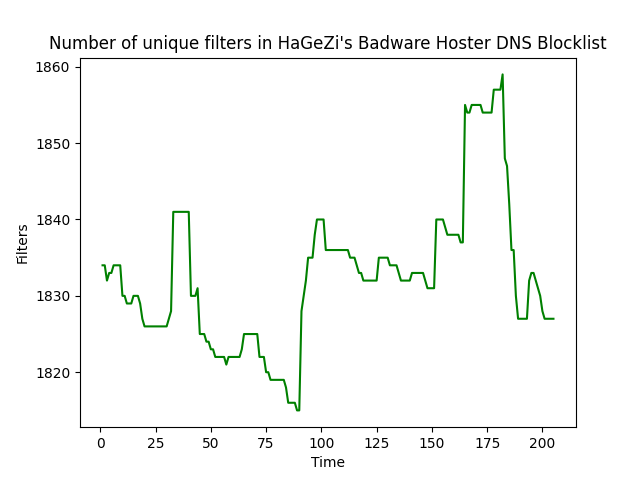 Number of unique filters in HaGeZi's Badware Hoster DNS Blocklist
1860
1850
1840
1830
1820
Filters
0 25 50 75 100 125 150 175 200
Time